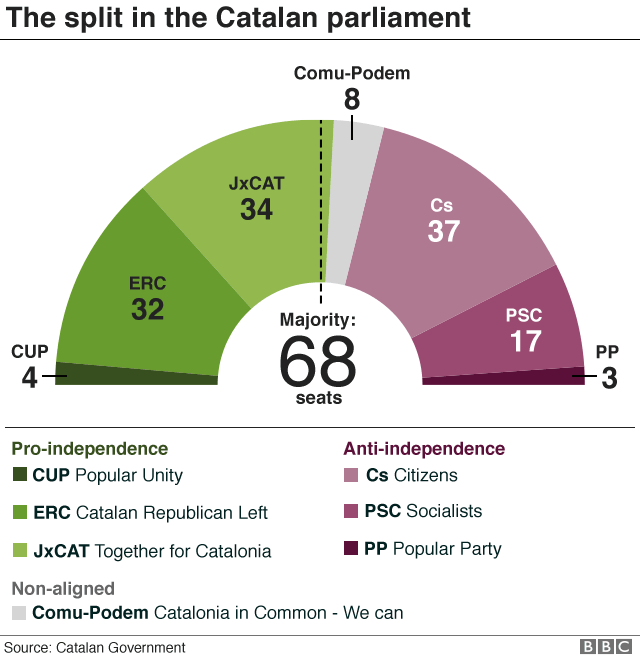 The split in the Catalan parliament
Comu-Podem
8
JxCAT
34
Cs
37
ERC
32
PSC
17
CUP
4
PP
3
Majority:
68
seats
Pro-independence
CUP Popular Unity
ERC Catalan Republican Left
JxCAT Together for Catalonia
Anti-independence
Cs Citizens
PSC Socialists
PP Popular Party
Non-aligned
Comu-Podem Catalonia in Common - We can
Source: Catalan Government
BBC